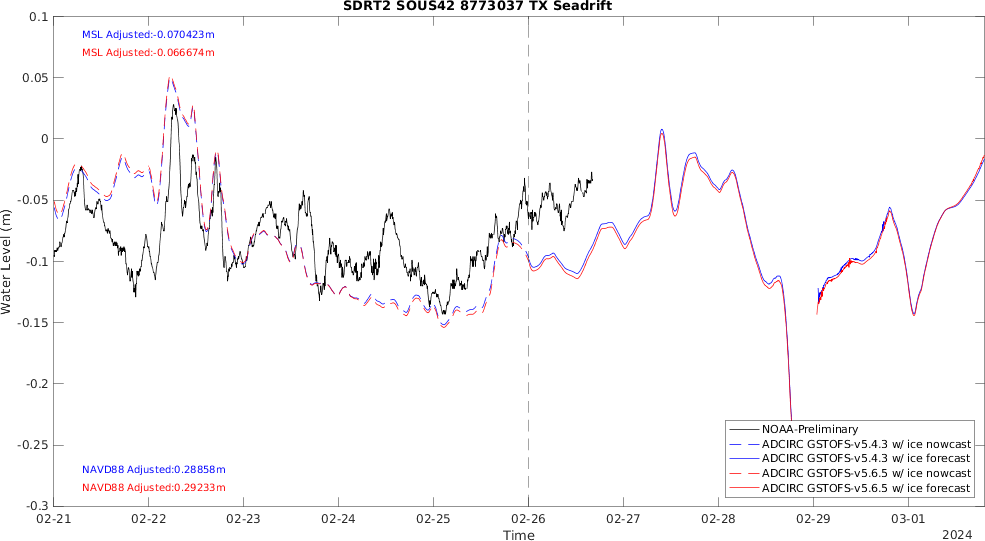 SDRT2 SOUS42 8773037 TX Seadrift
MSL Adjusted:-0.070423m
MSL Adjusted:-0.066674m
0.1
0.05
0
-0.05
-0.1
-0.15
-0.2
-0.25
-0.3
Water Level (m)
NAVD88 Adjusted:0.28858m
NAVD88 Adjusted:0.29233m
NOAA-Preliminary
ADCIRC GSTOFS-v5.4.3 w/ ice nowcast
ADCIRC GSTOFS-v5.4.3 w/ ice forecast
ADCIRC GSTOFS-v5.6.5 w/ ice nowcast
ADCIRC GSTOFS-v5.6.5 w/ ice forecast
02-21 02-22 02-23 02-24 02-25 02-26 02-27 02-28 02-29 03-01
Time
2024